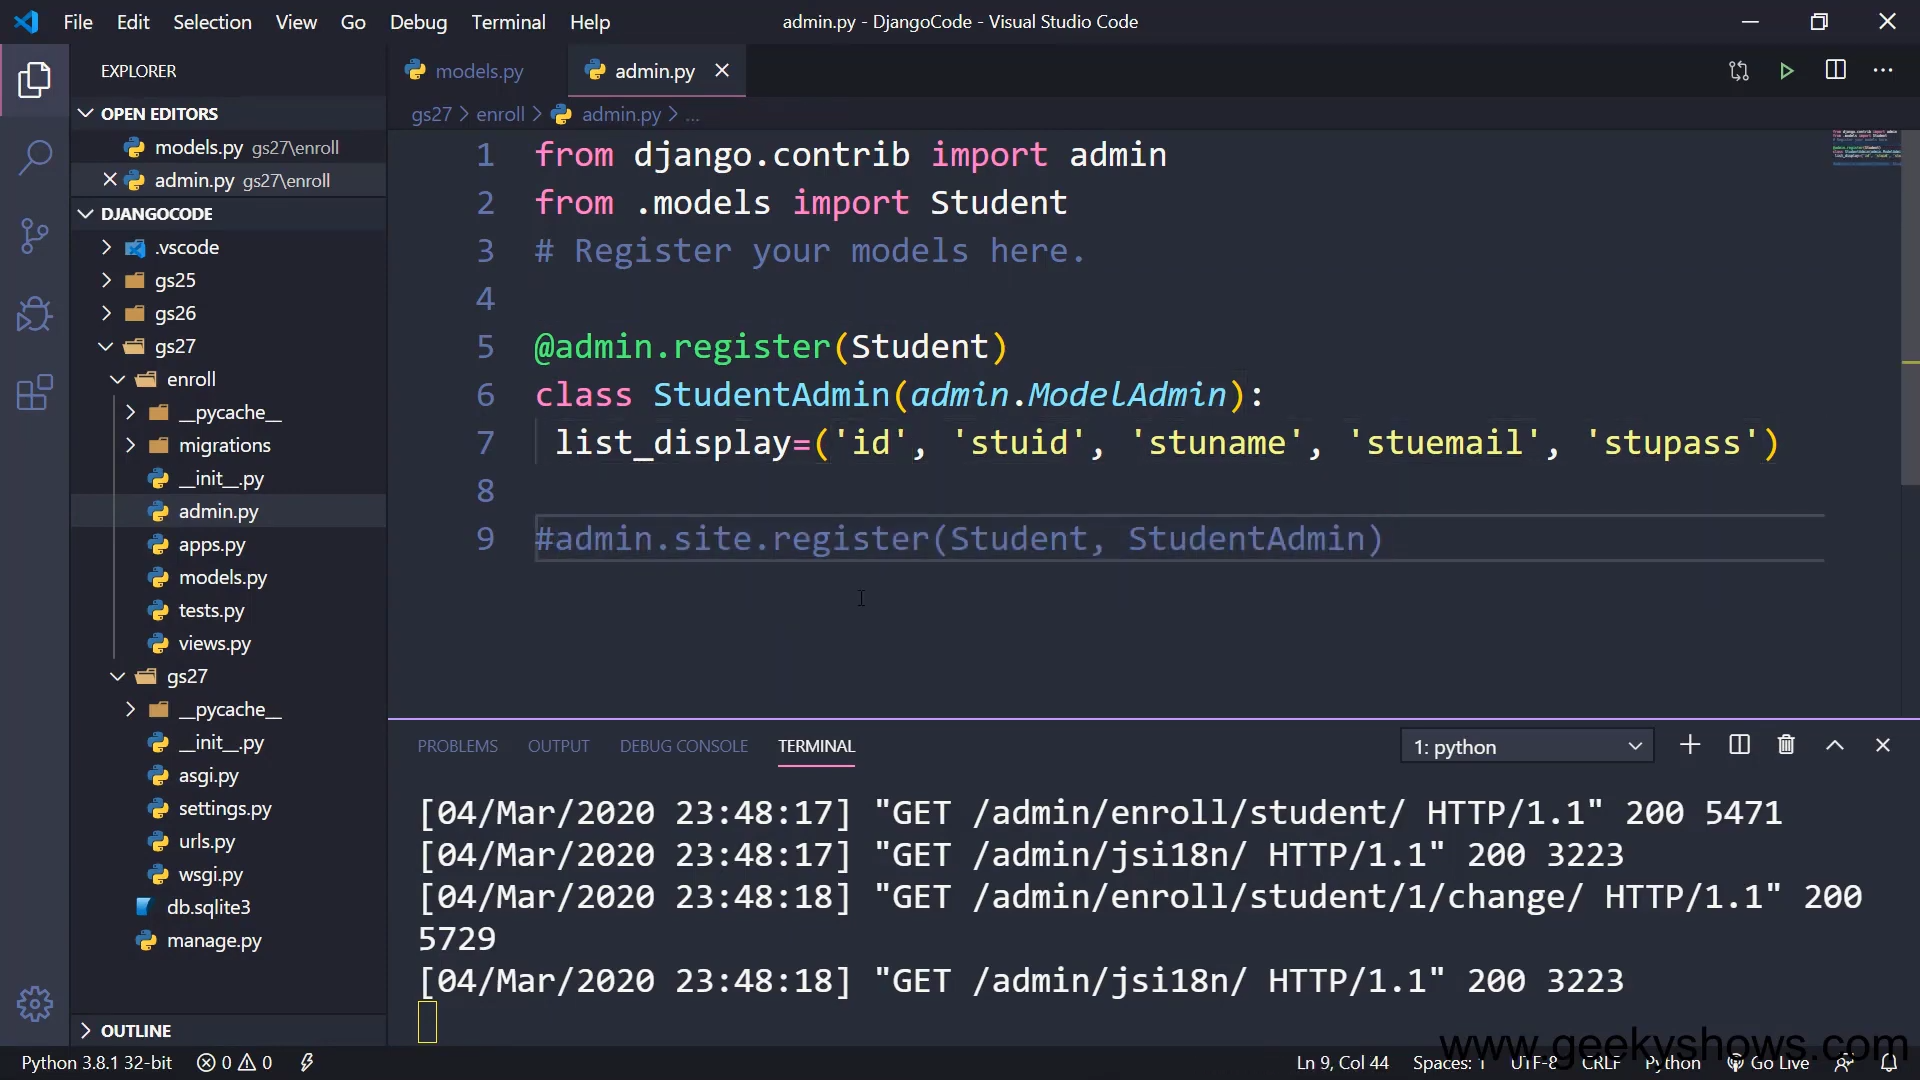 File Edit Selection View Go Debug Terminal Help
admin.py - DjangoCode - Visual Studio Code
EXPLORER
OPEN EDITORS
models.py gs27\enroll
admin.py gs27\enroll
DJANGOCODE
.vscode
gs25
gs26
gs27
enroll
__pycache__
migrations
__init__.py
admin.py
apps.py
models.py
tests.py
views.py
gs27
__pycache__
__init__.py
asgi.py
settings.py
urls.py
wsgi.py
db.sqlite3
manage.py
OUTLINE
models.py admin.py
gs27 > enroll > admin.py > ...
1 from django.contrib import admin
2 from .models import Student
3 # Register your models here.
4
5 @admin.register(Student)
6 class StudentAdmin(admin.ModelAdmin):
7 list_display=('id', 'stuid', 'stuname', 'stuemail', 'stupass')
8
9 #admin.site.register(Student, StudentAdmin)
PROBLEMS OUTPUT DEBUG CONSOLE TERMINAL
1: python
[04/Mar/2020 23:48:17] "GET /admin/enroll/student/ HTTP/1.1" 200 5471
[04/Mar/2020 23:48:17] "GET /admin/jsi18n/ HTTP/1.1" 200 3223
[04/Mar/2020 23:48:18] "GET /admin/enroll/student/1/change/ HTTP/1.1" 200
5729
[04/Mar/2020 23:48:18] "GET /admin/jsi18n/ HTTP/1.1" 200 3223
www.geekyshows.com
Python 3.8.1 32-bit 0 0 Ln 9, Col 44 Spaces: 1 UTF-8 CRLF Python Go Live